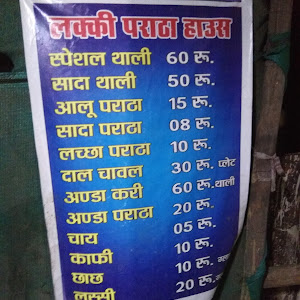 लक्की पराठा हाउस
स्पेशल थाली 60 रू.
सादा थाली 50 रू.
आलू पराठा 15 रू.
सादा पराठा 08 रू.
लच्छा पराठा 10 रू.
दाल चावल 30 रू. प्लेट
अण्डा करी 60 रू. थाली
अण्डा पराठा 20 रू.
चाय 05 रू.
काफी 10 रू.
छाछ 10 रू.
लस्सी 20 रू.